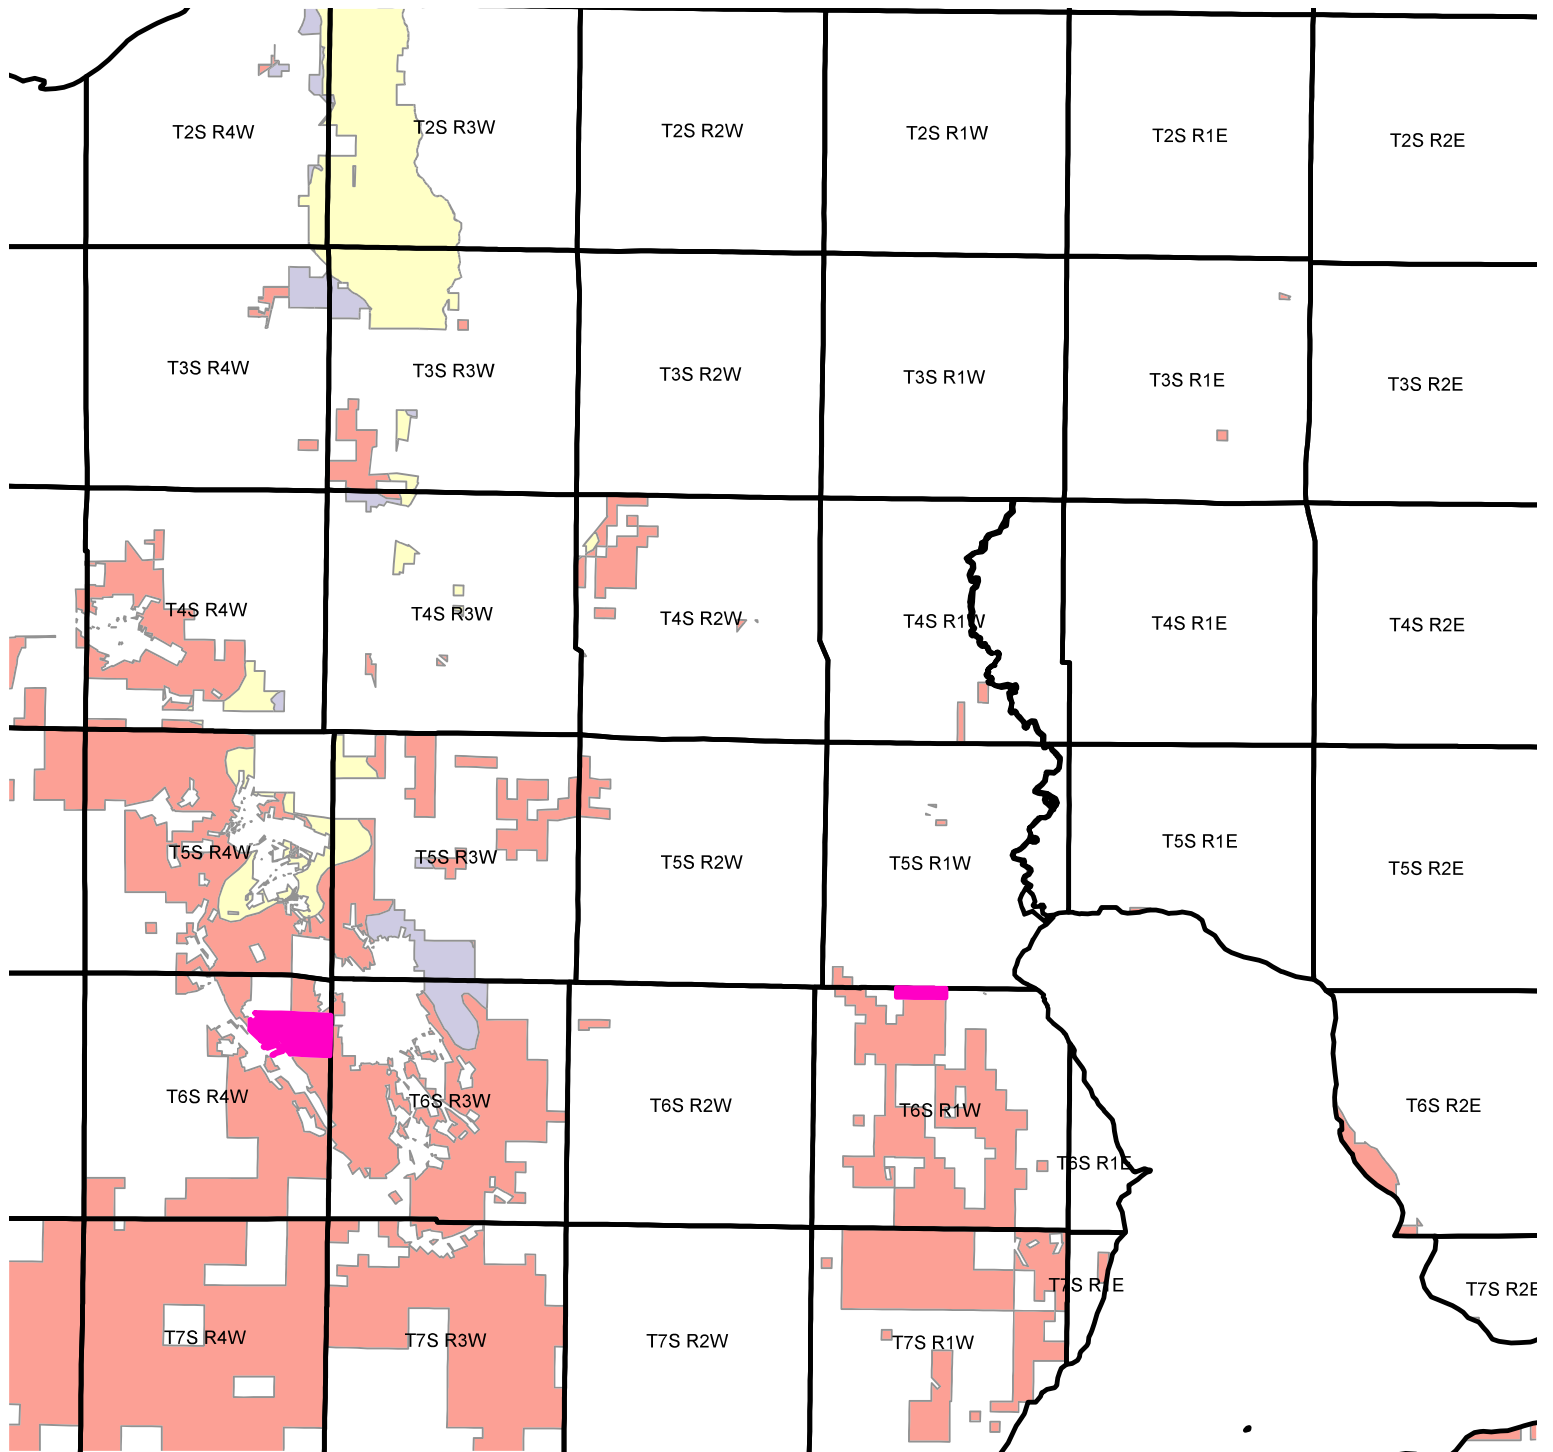 T2S R4W
T2S R3W
T2S R2W
T2S R1W
T2S R1E
T2S R2E
T3S R4W
T3S R3W
T3S R2W
T3S R1W
T3S R1E
T3S R2E
T4S R4W
T4S R3W
T4S R2W
T4S R1W
T4S R1E
T4S R2E
T5S R4W
T5S R3W
T5S R2W
T5S R1W
T5S R1E
T5S R2E
T6S R4W
T6S R3W
T6S R2W
T6S R1W
T6S R1E
T6S R2E
T7S R4W
T7S R3W
T7S R2W
T7S R1W
T7S R1E
T7S R2E